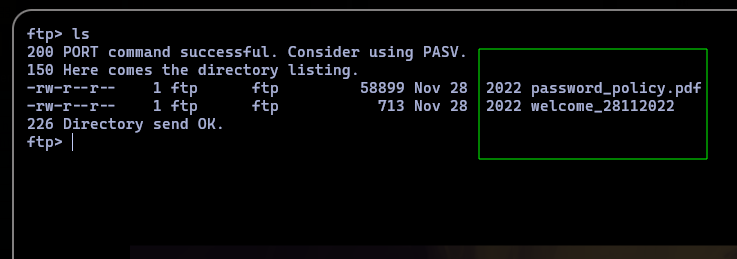 ftp> ls
200 PORT command successful. Consider using PASV.
150 Here comes the directory listing.
-rw-r--r--    1 ftp      ftp         58899 Nov 28  2022 password_policy.pdf
-rw-r--r--    1 ftp      ftp           713 Nov 28  2022 welcome_28112022
226 Directory send OK.
ftp>